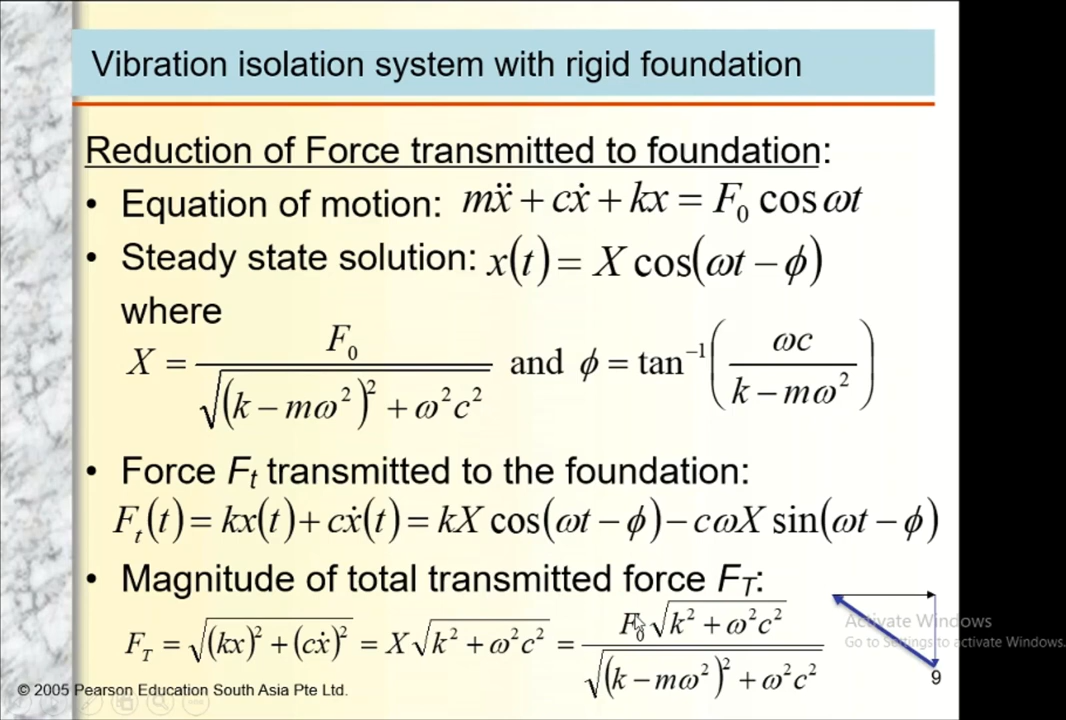 Vibration isolation system with rigid foundation
Reduction of Force transmitted to foundation:
• Equation of motion: mẍ + cẋ + kx = F₀ cos ωt
• Steady state solution: x(t) = X cos(ωt − ϕ)
where
X = F₀ / √((k − mω²)² + ω²c²) and ϕ = tan⁻¹(ωc / (k − mω²))
• Force Fₜ transmitted to the foundation:
Fₜ(t) = kx(t) + cẋ(t) = kX cos(ωt − ϕ) − cωX sin(ωt − ϕ)
• Magnitude of total transmitted force F_T:
F_T = √((kx)² + (cẋ)²) = X√(k² + ω²c²) = F₀√(k² + ω²c²) / √((k − mω²)² + ω²c²)
Activate Windows
Go to Settings to activate Windows.
© 2005 Pearson Education South Asia Pte Ltd.
9